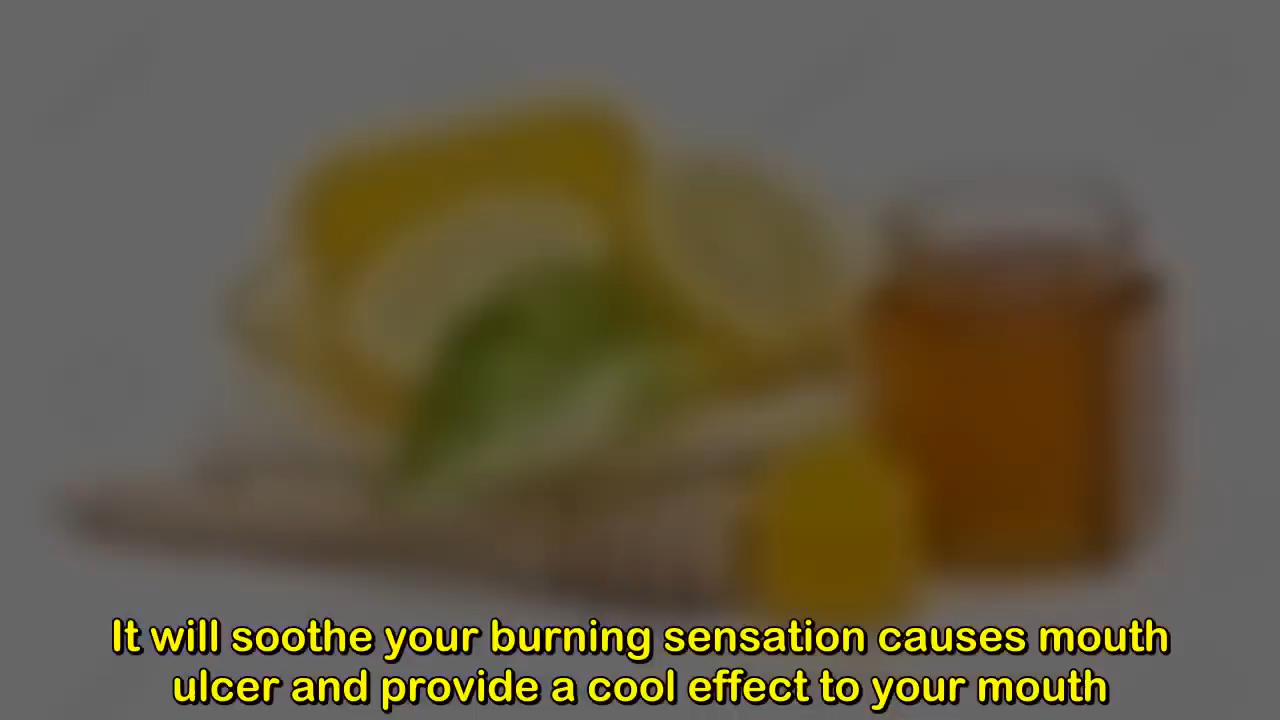 It will soothe your burning sensation causes mouth
ulcer and provide a cool effect to your mouth